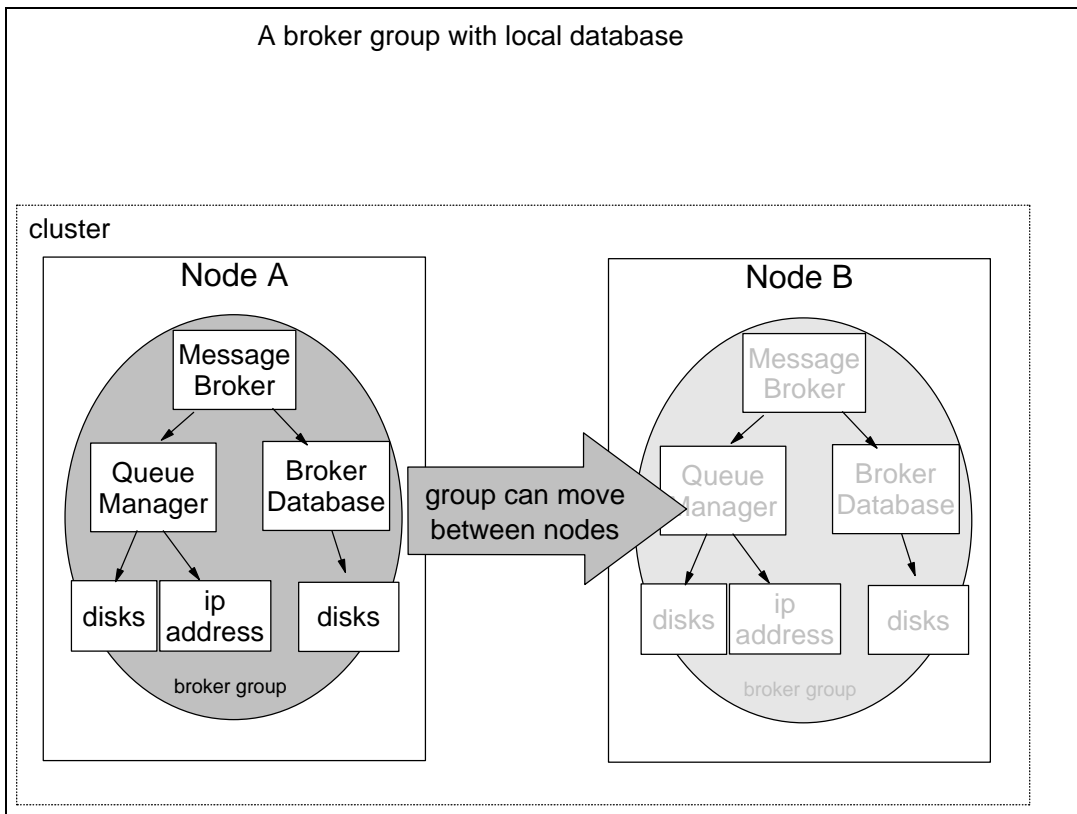 A broker group with local database
cluster
Node A
Message
Broker
Queue
Manager
Broker
Database
disks
ip
address
disks
broker group
group can move
between nodes
Node B
Message
Broker
Queue
Manager
Broker
Database
disks
ip
address
disks
broker group